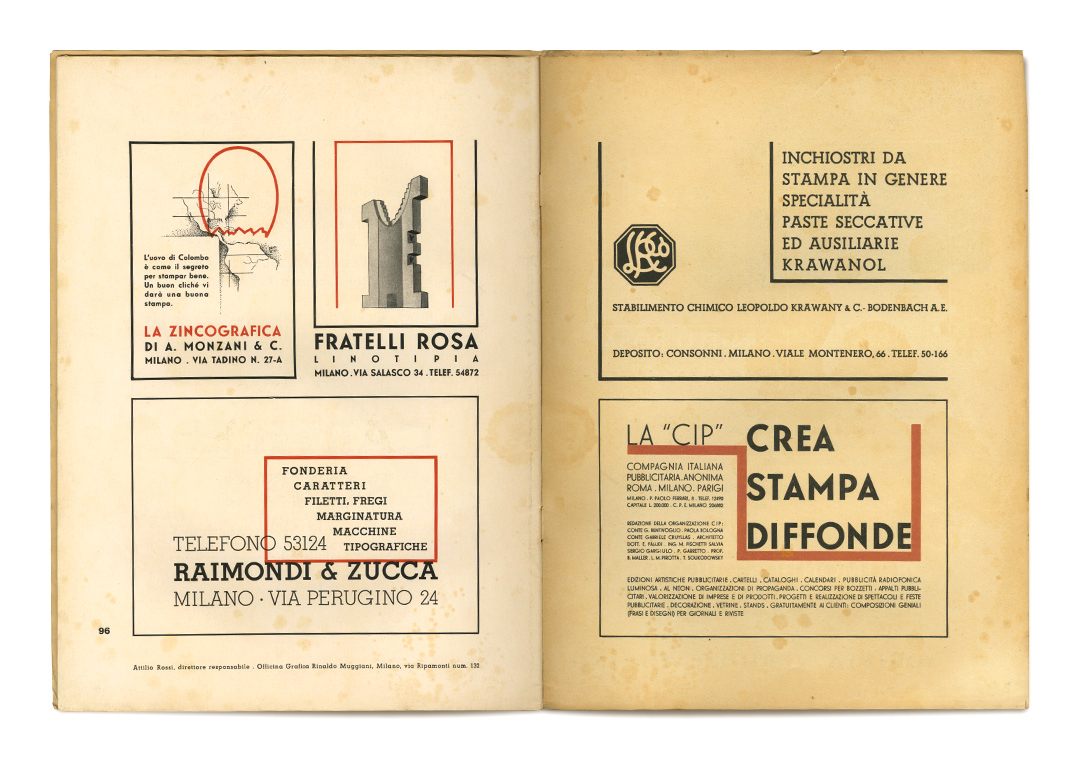 L'uovo di Colombo
è come il segreto
per stampar bene.
Un buon cliché vi
darà una buona
stampa.
LA ZINCOGRAFICA
DI A. MONZANI & C.
MILANO . VIA TADINO N. 27-A
FRATELLI ROSA
LINOTIPIA
MILANO . VIA SALASCO 34 . TELEF. 54872
FONDERIA
CARATTERI
FILETTI, FREGI
MARGINATURA
MACCHINE
TIPOGRAFICHE
TELEFONO 53124
RAIMONDI & ZUCCA
MILANO · VIA PERUGINO 24
96
Attilio Rossi, direttore responsabile . Officina Grafica Rinaldo Muggiani, Milano, via Ripamonti num. 132
INCHIOSTRI DA
STAMPA IN GENERE
SPECIALITÀ
PASTE SECCATIVE
ED AUSILIARIE
KRAWANOL
STABILIMENTO CHIMICO LEOPOLDO KRAWANY & C.- BODENBACH A.E.
DEPOSITO: CONSONNI . MILANO . VIALE MONTENERO, 66 . TELEF. 50-166
LA "CIP"
CREA
STAMPA
DIFFONDE
COMPAGNIA ITALIANA
PUBBLICITARIA . ANONIMA
ROMA . MILANO . PARIGI
MILANO · P. PAOLO FERRARI, 8 . TELEF. 12898
CAPITALE L. 200.000 . C. P. E. MILANO 206802
REDAZIONE DELLA ORGANIZZAZIONE CIP:
CONTE G. BENTIVOGLIO . PAOLA BOLOGNA
CONTE GABRIELE CRUYLLAS . ARCHITETTO
DOTT. E. FALUDI . ING. M. FISCHETTI SALVIA
SERGIO GARGIULO . P. GARRETTO . PROF.
B. MALLER . L. M. PIROTTA . T. SOUKODOWSKY
EDIZIONI ARTISTICHE PUBBLICITARIE . CARTELLI . CATALOGHI . CALENDARI . PUBBLICITÀ RADIOFONICA
LUMINOSA . AL NEON . ORGANIZZAZIONI DI PROPAGANDA . CONCORSI PER BOZZETTI . APPALTI PUBBLI-
CITARI . VALORIZZAZIONE DI IMPRESE E DI PRODOTTI . PROGETTI E REALIZZAZIONE DI SPETTACOLI E FESTE
PUBBLICITARIE . DECORAZIONE . VETRINE . STANDS . GRATUITAMENTE AI CLIENTI: COMPOSIZIONI GENIALI
(FRASI E DISEGNI) PER GIORNALI E RIVISTE